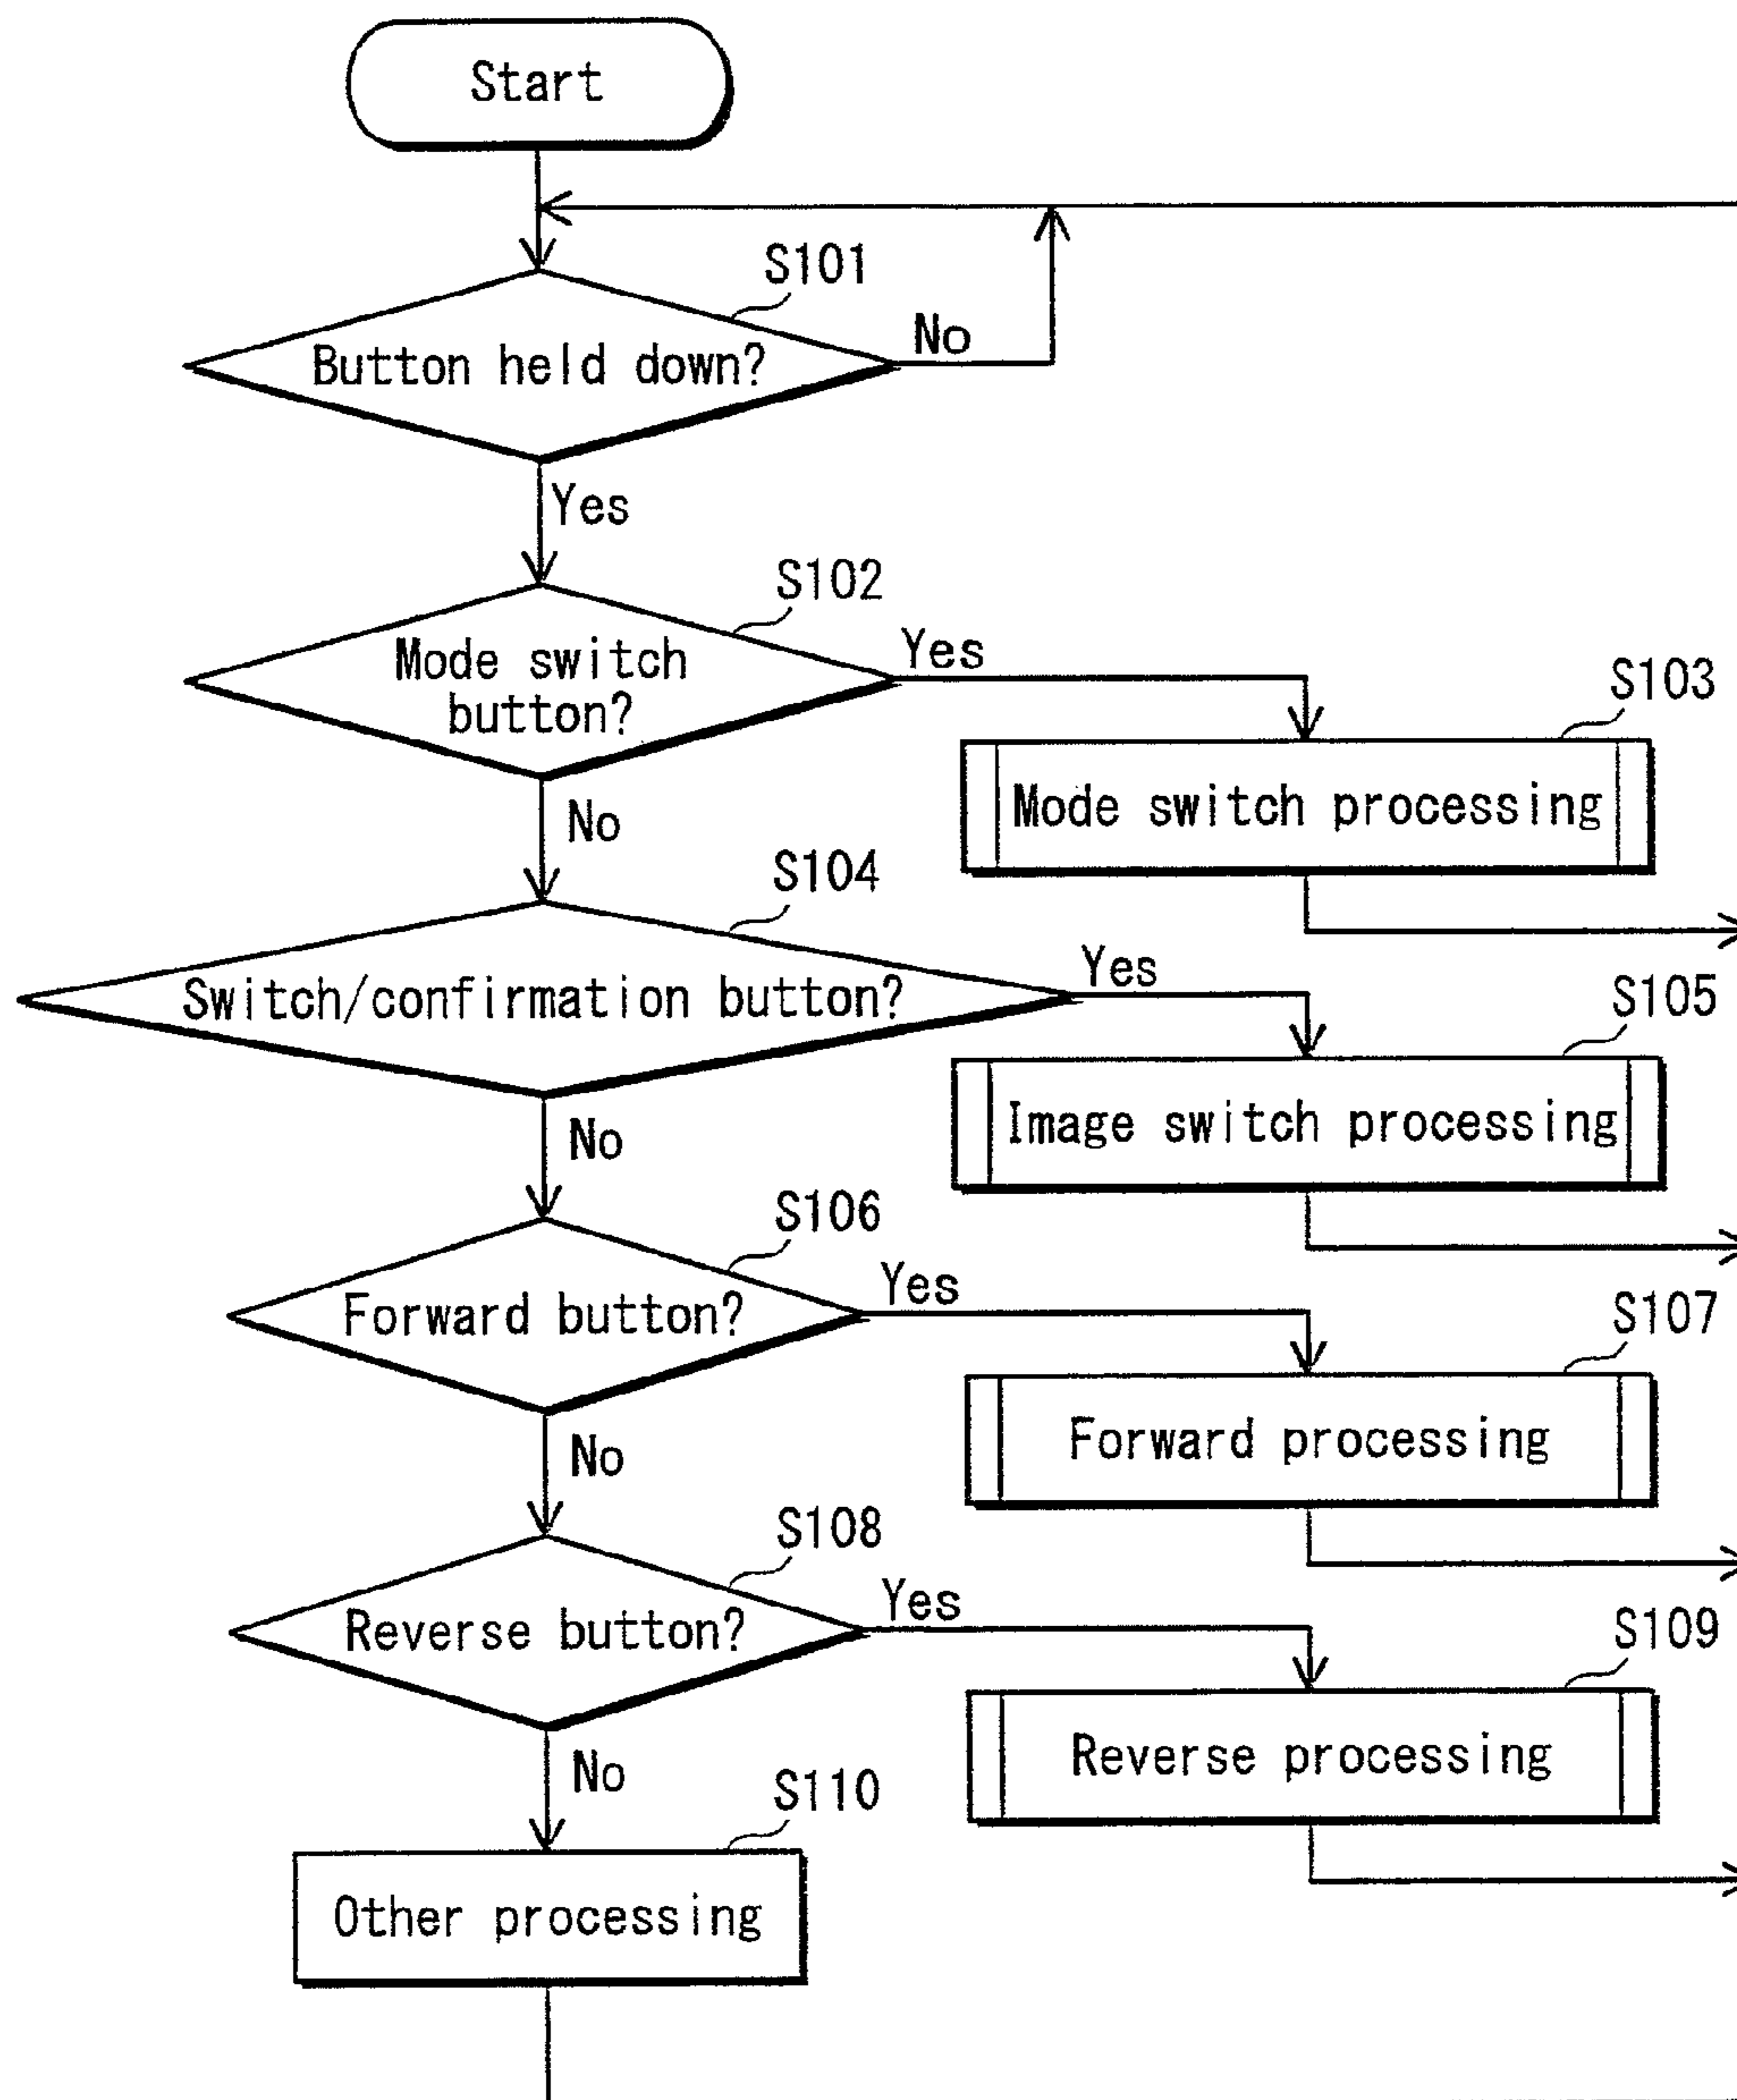 Start
S101
Button held down?
No
Yes
S102
Mode switch
button?
Yes
S103
Mode switch processing
No
S104
Switch/confirmation button?
Yes
S105
Image switch processing
No
S106
Forward button?
Yes
S107
Forward processing
No
S108
Reverse button?
Yes
S109
Reverse processing
No
S110
Other processing